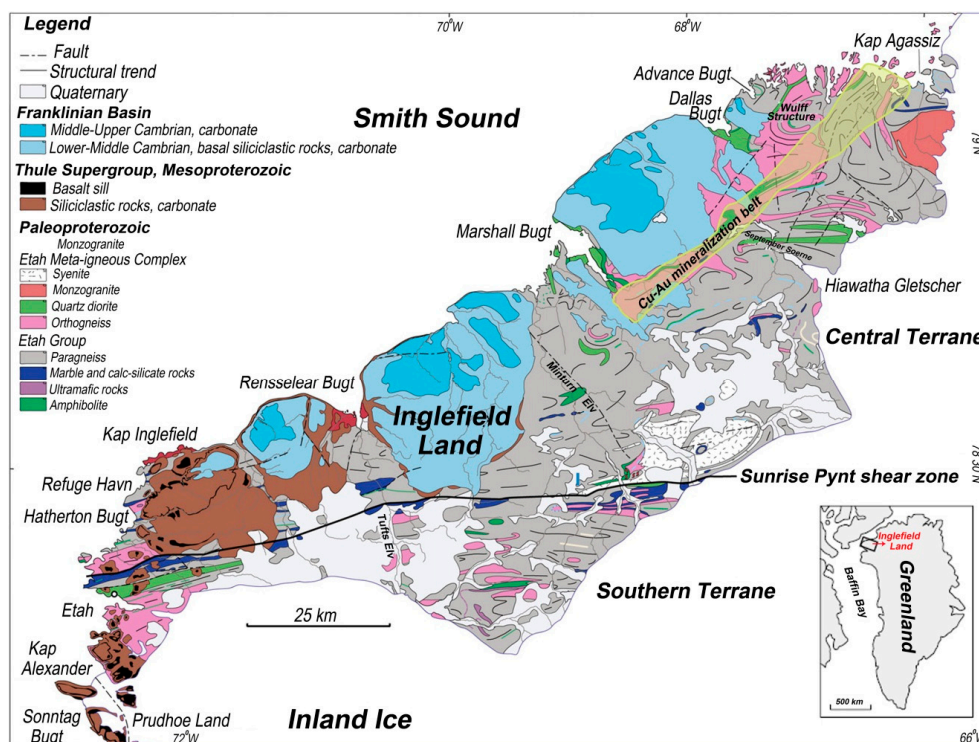 Legend
Fault
Structural trend
Quaternary
Franklinian Basin
Middle-Upper Cambrian, carbonate
Lower-Middle Cambrian, basal siliciclastic rocks, carbonate
Thule Supergroup, Mesoproterozoic
Basalt sill
Siliciclastic rocks, carbonate
Paleoproterozoic
Monzogranite
Etah Meta-igneous Complex
Syenite
Monzogranite
Quartz diorite
Orthogneiss
Etah Group
Paragneiss
Marble and calc-silicate rocks
Ultramafic rocks
Amphibolite
70°W
68°W
Kap Agassiz
Advance Bugt
Dallas
Bugt
Wulff
Structure
Smith Sound
79°N
Marshall Bugt
Cu-Au mineralization belt
September Soerne
Hiawatha Gletscher
Central Terrane
Rensselear Bugt
Minturn Elv
Inglefield
Land
Kap Inglefield
Refuge Havn
Hatherton Bugt
78°30'N
Sunrise Pynt shear zone
Tufts Elv
Southern Terrane
Etah
25 km
Kap
Alexander
Sonntag
Bugt
Prudhoe Land
72°W
Inland Ice
66°
Inglefield
Land
Baffin Bay
Greenland
500 km